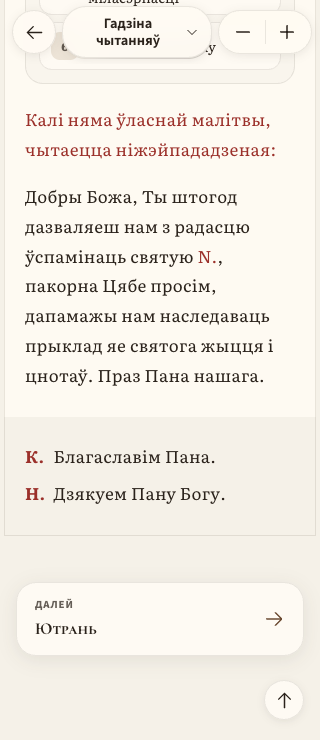 Гадзіна
чытанняў
Калі няма ўласнай малітвы,
чытаецца ніжэйпададзеная:
Добры Божа, Ты штогод
дазваляеш нам з радасцю
ўспамінаць святую N.,
пакорна Цябе просім,
дапамажы нам наследаваць
прыклад яе святога жыцця і
цнотаў. Праз Пана нашага.
К. Благаславім Пана.
Н. Дзякуем Пану Богу.
ДАЛЕЙ
Ютрань